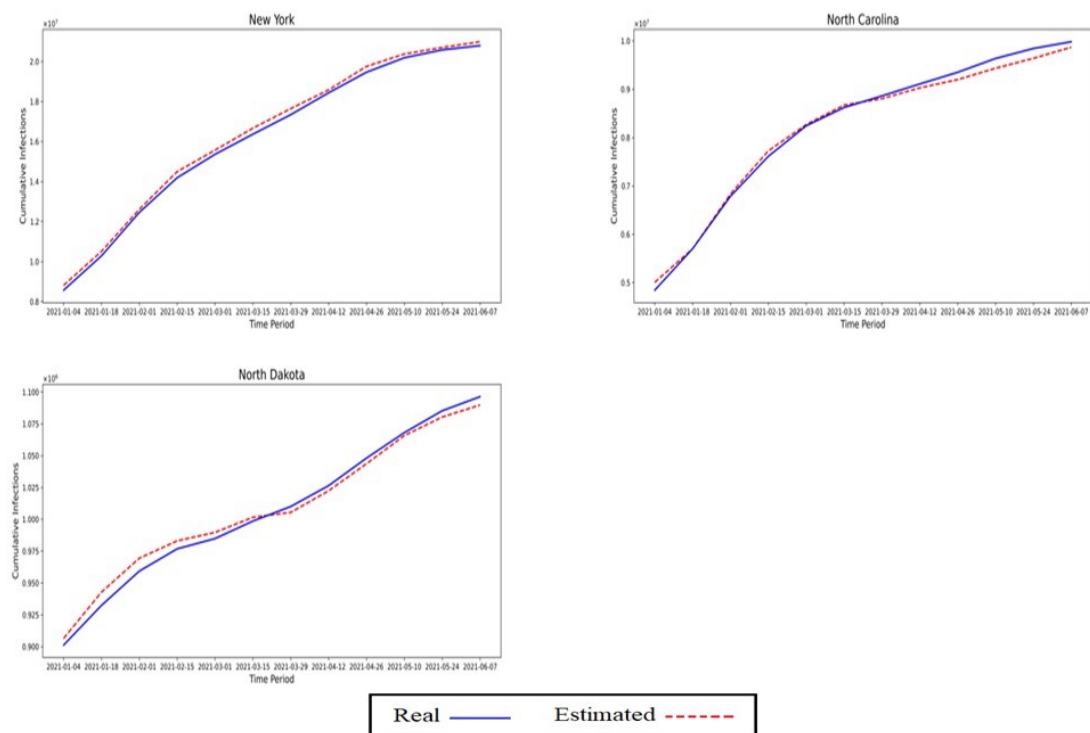 New York
×10⁷
2.0
1.8
1.6
1.4
1.2
1.0
0.8
Cumulative Infections
2021-01-04 2021-01-18 2021-02-01 2021-02-15 2021-03-01 2021-03-15 2021-03-29 2021-04-12 2021-04-26 2021-05-10 2021-05-24 2021-06-07
Time Period
North Carolina
×10⁷
1.0
0.9
0.8
0.7
0.6
0.5
Cumulative Infections
2021-01-04 2021-01-18 2021-02-01 2021-02-15 2021-03-01 2021-03-15 2021-03-29 2021-04-12 2021-04-26 2021-05-10 2021-05-24 2021-06-07
Time Period
North Dakota
×10⁶
1.100
1.075
1.050
1.025
1.000
0.975
0.950
0.925
0.900
Cumulative Infections
2021-01-04 2021-01-18 2021-02-01 2021-02-15 2021-03-01 2021-03-15 2021-03-29 2021-04-12 2021-04-26 2021-05-10 2021-05-24 2021-06-07
Time Period
Real Estimated